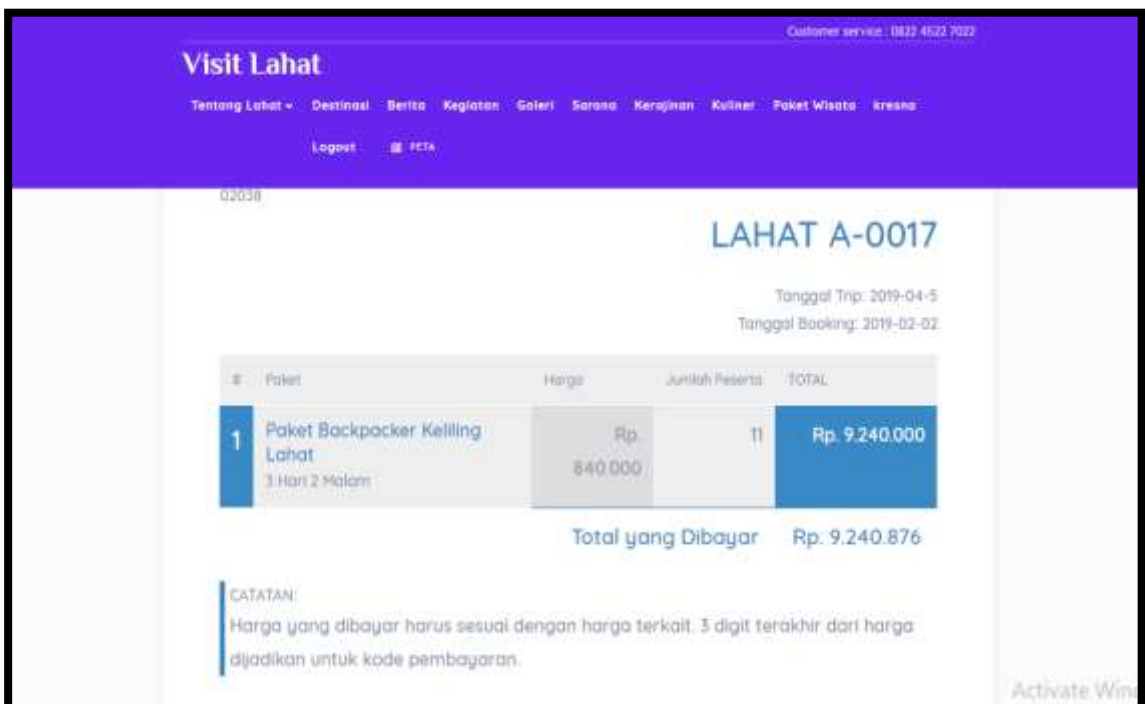 Customer service : 0822 4522 7022
Visit Lahat
Tentang Lahat Destinasi Berita Kegiatan Galeri Sarana Kerajinan Kuliner Paket Wisata kresna
Logout PETA
02038
LAHAT A-0017
Tanggal Trip: 2019-04-5
Tanggal Booking: 2019-02-02
# Paket Harga Jumlah Peserta TOTAL
1 Paket Backpacker Keliling Rp. 11 Rp. 9.240.000
Lahat 840.000
3 Hari 2 Malam
Total yang Dibayar Rp. 9.240.876
CATATAN:
Harga yang dibayar harus sesuai dengan harga terkait. 3 digit terakhir dari harga
dijadikan untuk kode pembayaran.
Activate Win